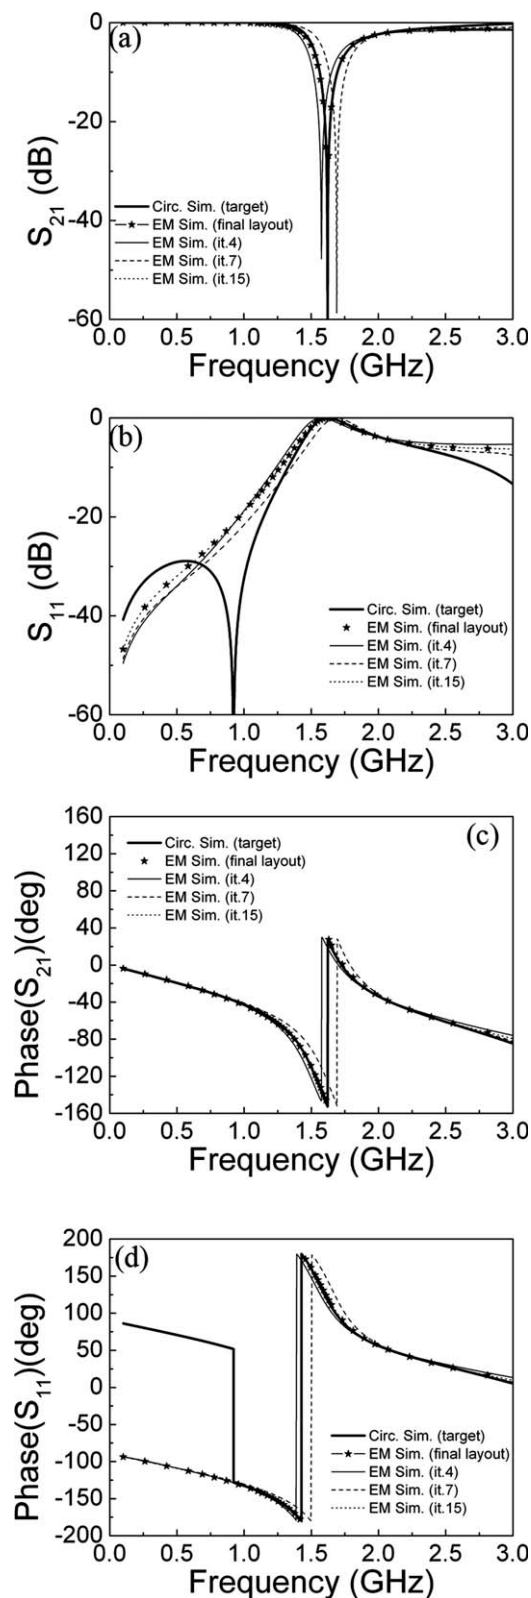 (a)
0
-20
-40
-60
S21 (dB)
Circ. Sim. (target)
EM Sim. (final layout)
EM Sim. (it.4)
EM Sim. (it.7)
EM Sim. (it.15)
0.0 0.5 1.0 1.5 2.0 2.5 3.0
Frequency (GHz)
(b)
0
-20
-40
-60
S11 (dB)
Circ. Sim. (target)
EM Sim. (final layout)
EM Sim. (it.4)
EM Sim. (it.7)
EM Sim. (it.15)
0.0 0.5 1.0 1.5 2.0 2.5 3.0
Frequency (GHz)
(c)
160
120
80
40
0
-40
-80
-120
-160
Phase(S21)(deg)
Circ. Sim. (target)
EM Sim. (final layout)
EM Sim. (it.4)
EM Sim. (it.7)
EM Sim. (it.15)
0.0 0.5 1.0 1.5 2.0 2.5 3.0
Frequency (GHz)
(d)
200
150
100
50
0
-50
-100
-150
-200
Phase(S11)(deg)
Circ. Sim. (target)
EM Sim. (final layout)
EM Sim. (it.4)
EM Sim. (it.7)
EM Sim. (it.15)
0.0 0.5 1.0 1.5 2.0 2.5 3.0
Frequency (GHz)